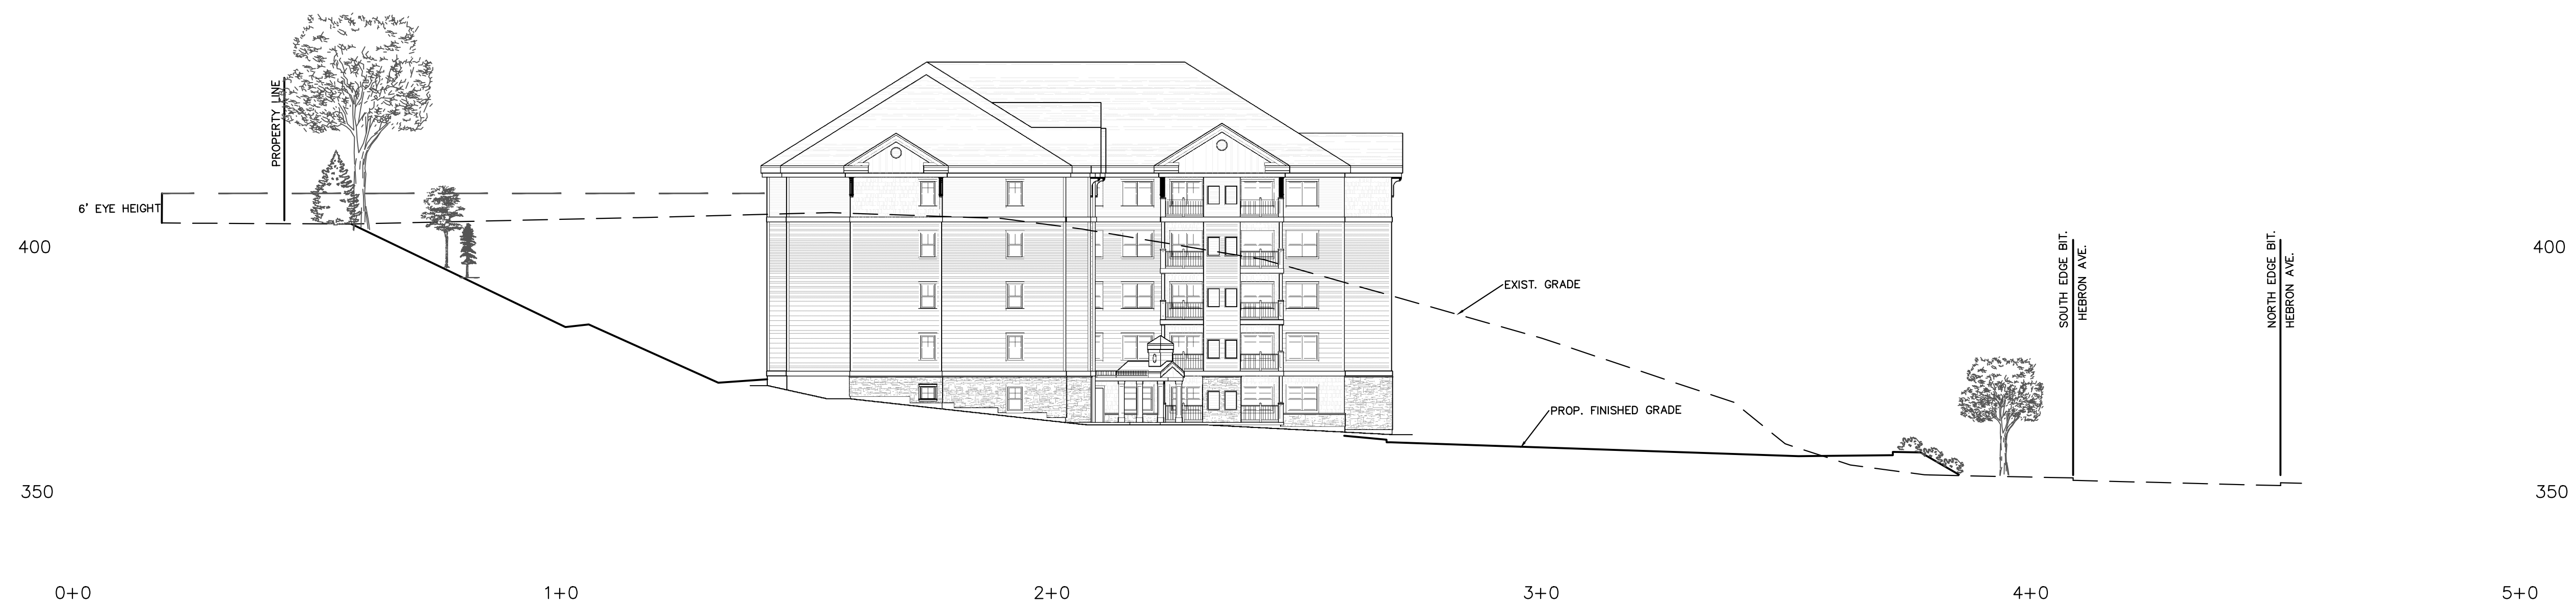 PROPERTY LINE
6' EYE HEIGHT
400
400
SOUTH EDGE BIT.
HEBRON AVE.
NORTH EDGE BIT.
HEBRON AVE.
EXIST. GRADE
PROP. FINISHED GRADE
350
350
0+0
1+0
2+0
3+0
4+0
5+0